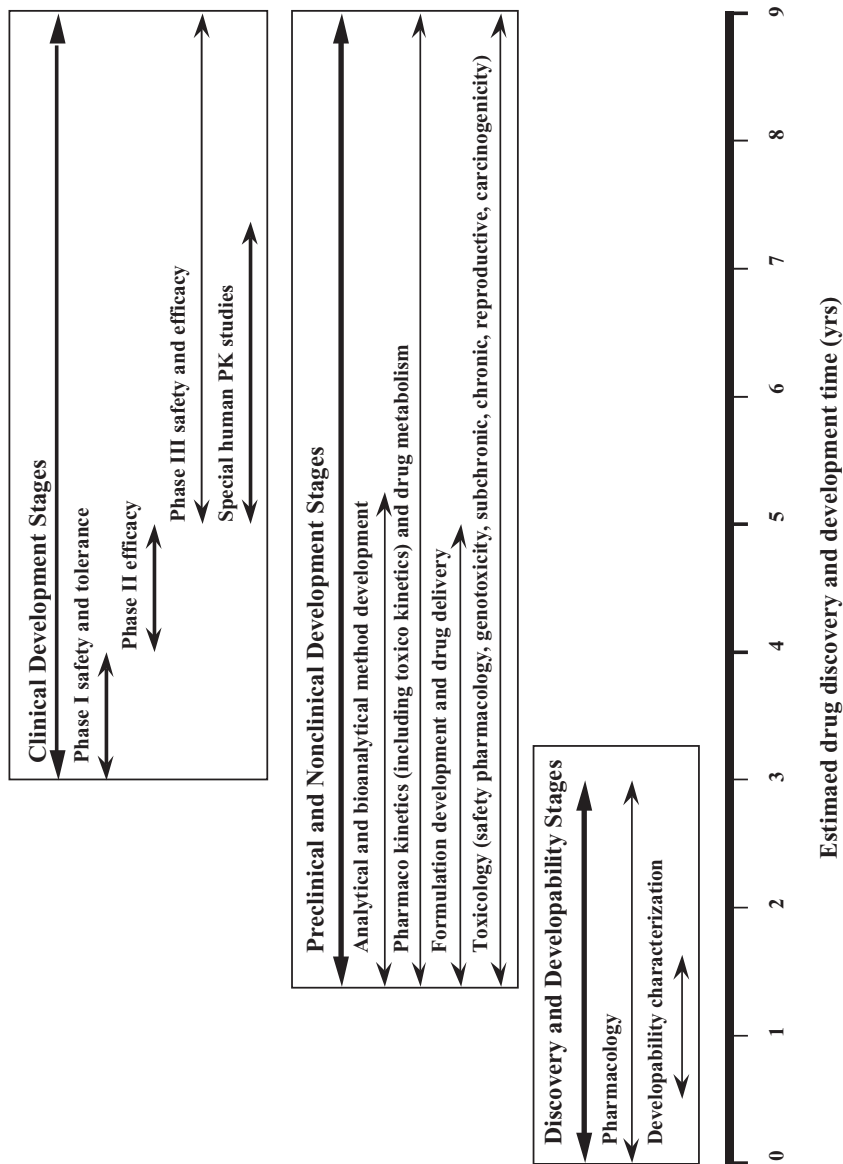 Clinical Development Stages
Phase I safety and tolerance
Phase II efficacy
Phase III safety and efficacy
Special human PK studies
Preclinical and Nonclinical Development Stages
Analytical and bioanalytical method development
Pharmaco kinetics (including toxico kinetics) and drug metabolism
Formulation development and drug delivery
Toxicology (safety pharmacology, genotoxicity, subchronic, chronic, reproductive, carcinogenicity)
Discovery and Developability Stages
Pharmacology
Developability characterization
0 1 2 3 4 5 6 7 8 9
Estimaed drug discovery and development time (yrs)